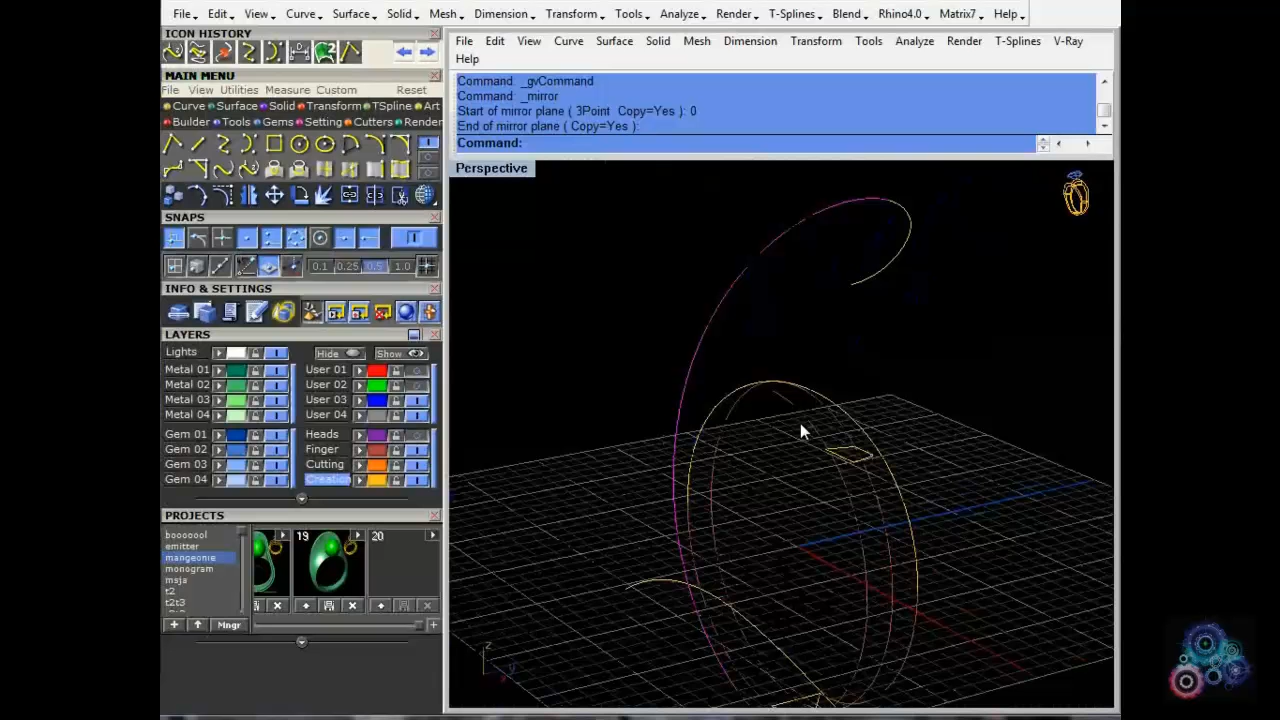 File Edit View Curve Surface Solid Mesh Dimension Transform Tools Analyze Render T-Splines Blend Rhino4.0 Matrix7 Help
ICON HISTORY
MAIN MENU
File View Utilities Measure Custom Reset
Curve Surface Solid Transform TSpline Art
Builder Tools Gems Setting Cutters Render
SNAPS
0.1 0.25 0.5 1.0
INFO & SETTINGS
LAYERS
Lights Hide Show
Metal 01 User 01
Metal 02 User 02
Metal 03 User 03
Metal 04 User 04
Gem 01 Heads
Gem 02 Finger
Gem 03 Cutting
Gem 04 Creation
PROJECTS
booooool 19 20
emitter
mangeonie
monogram
msja
t2
t2t3
Mngr
File Edit View Curve Surface Solid Mesh Dimension Transform Tools Analyze Render T-Splines V-Ray
Help
Command: _gvCommand
Command: _mirror
Start of mirror plane ( 3Point Copy=Yes ): 0
End of mirror plane ( Copy=Yes ):
Command:
Perspective
z
y
x